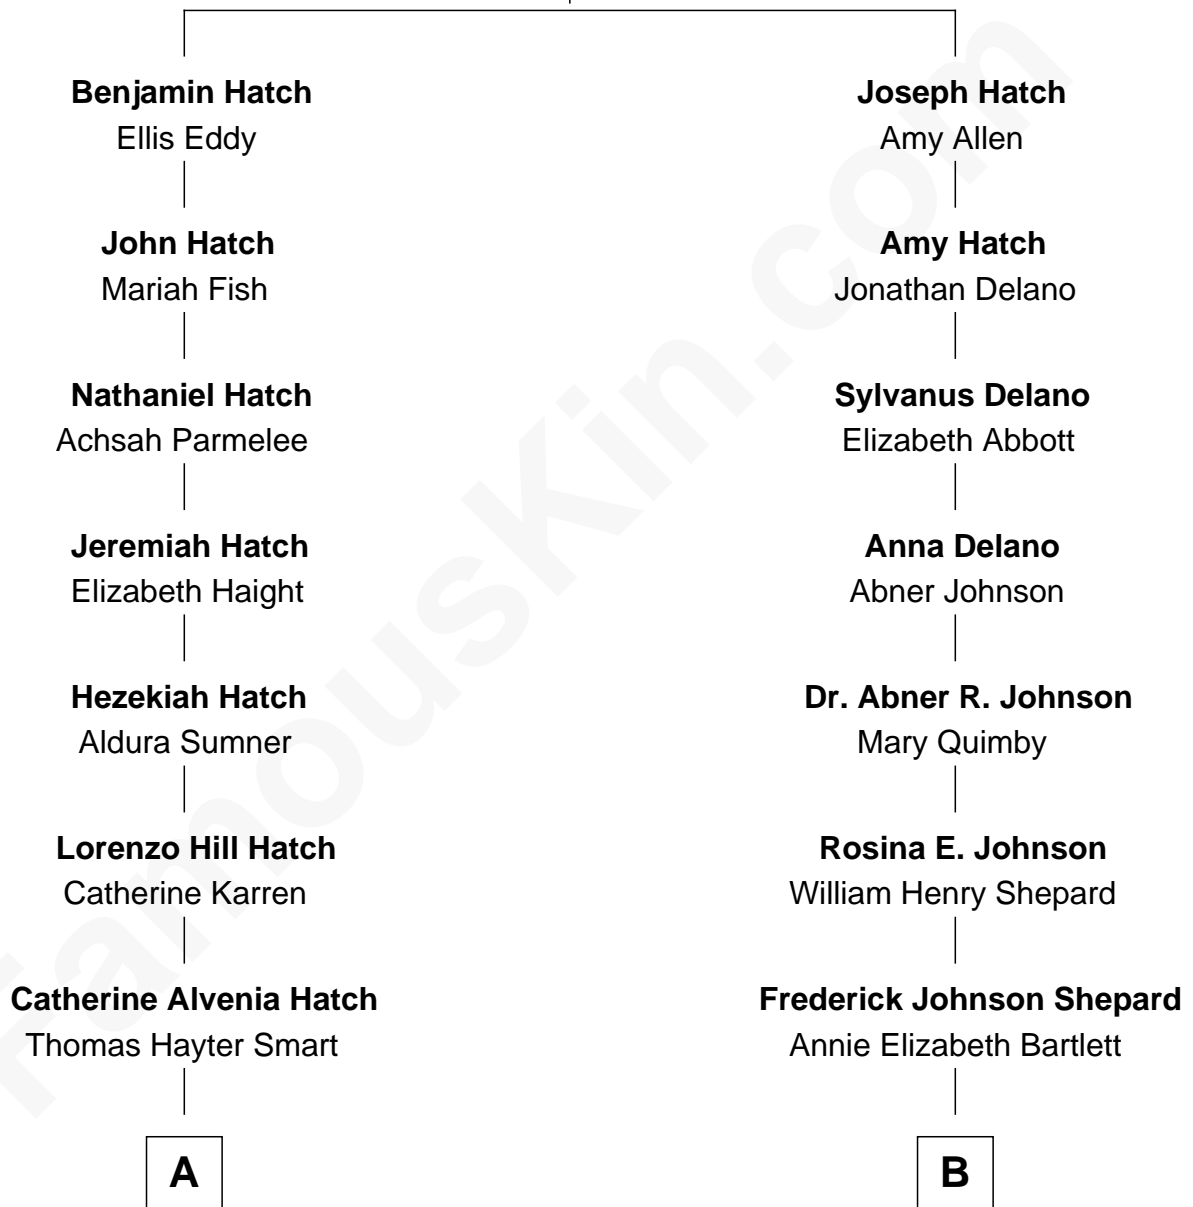 Benjamin Hatch
Ellis Eddy
John Hatch
Mariah Fish
Nathaniel Hatch
Achsah Parmelee
Jeremiah Hatch
Elizabeth Haight
Hezekiah Hatch
Aldura Sumner
Lorenzo Hill Hatch
Catherine Karren
Catherine Alvenia Hatch
Thomas Hayter Smart
A
Joseph Hatch
Amy Allen
Amy Hatch
Jonathan Delano
Sylvanus Delano
Elizabeth Abbott
Anna Delano
Abner Johnson
Dr. Abner R. Johnson
Mary Quimby
Rosina E. Johnson
William Henry Shepard
Frederick Johnson Shepard
Annie Elizabeth Bartlett
B
FamousKin.com